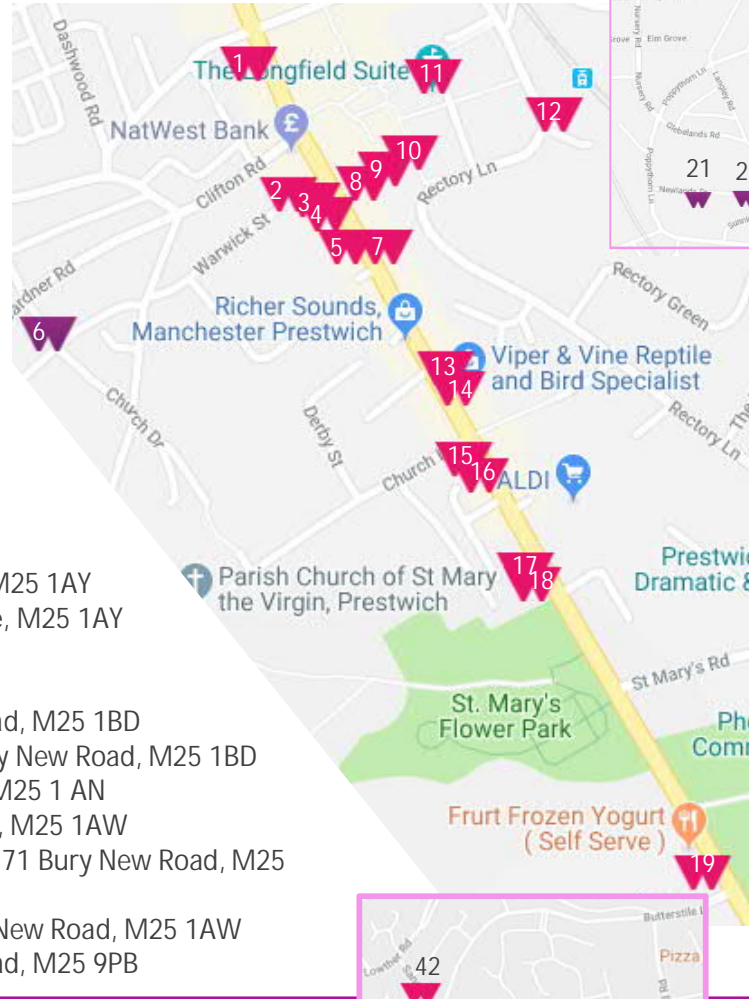 Dashwood Rd
1
The Longfield Suite
11
NatWest Bank
£
12
Clifton Rd
10
9
8
2
3
4
Rectory Ln
Warwick St
5
7
Nursery Rd
Elm Grove
Nursery Rd
Poppythorn Ln
Langley Rd
Glebelands Rd
Poppythorn Ln
21
Rectory Green
Richer Sounds,
Manchester Prestwich
6
Church Dr
13
14
Viper & Vine Reptile
and Bird Specialist
Derby St
Rectory Ln
Church
15
16
ALDI
17
18
Parish Church of St Mary
the Virgin, Prestwich
Dramatic &
M25 1AY
, M25 1AY
St Mary's Rd
St. Mary's
Flower Park
M25 1BD
New Road, M25 1BD
M25 1 AN
, M25 1AW
71 Bury New Road, M25
New Road, M25 1AW
M25 9PB
Frurt Frozen Yogurt
( Self Serve )
19
Lowther Rd
42
Butterstile
Pizza
Rd